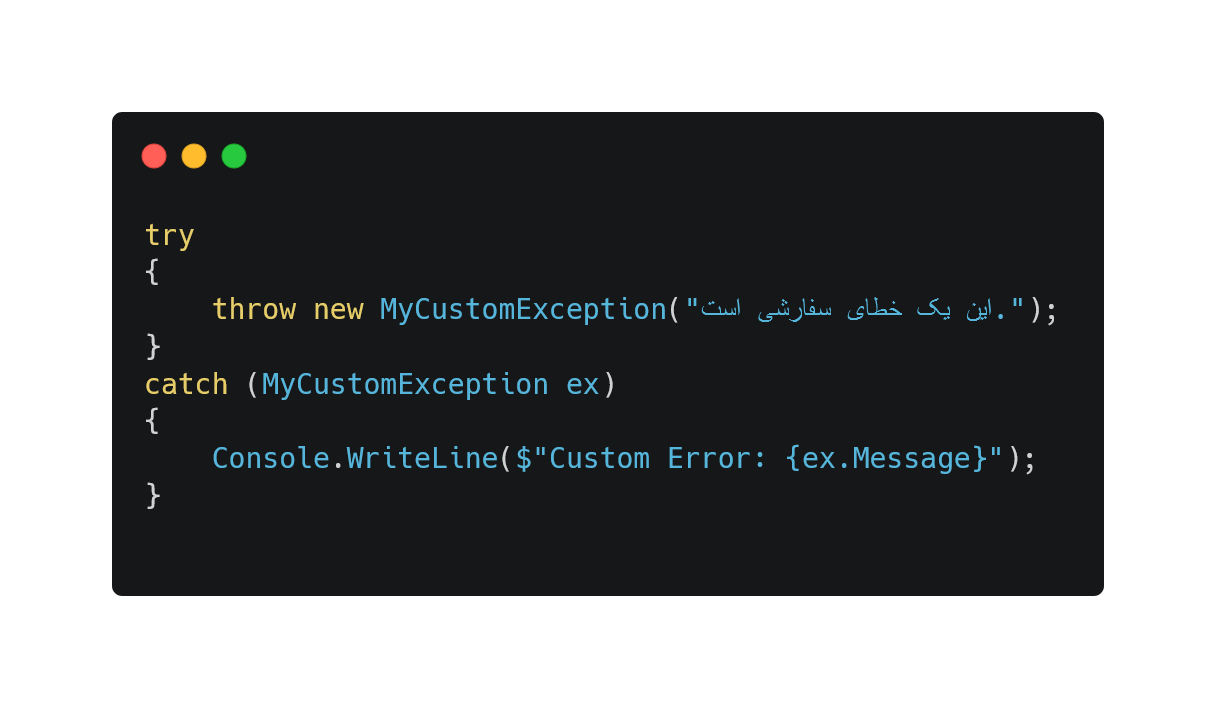 try
{
    throw new MyCustomException("این یک خطای سفارشی است.");
}
catch (MyCustomException ex)
{
    Console.WriteLine($"Custom Error: {ex.Message}");
}